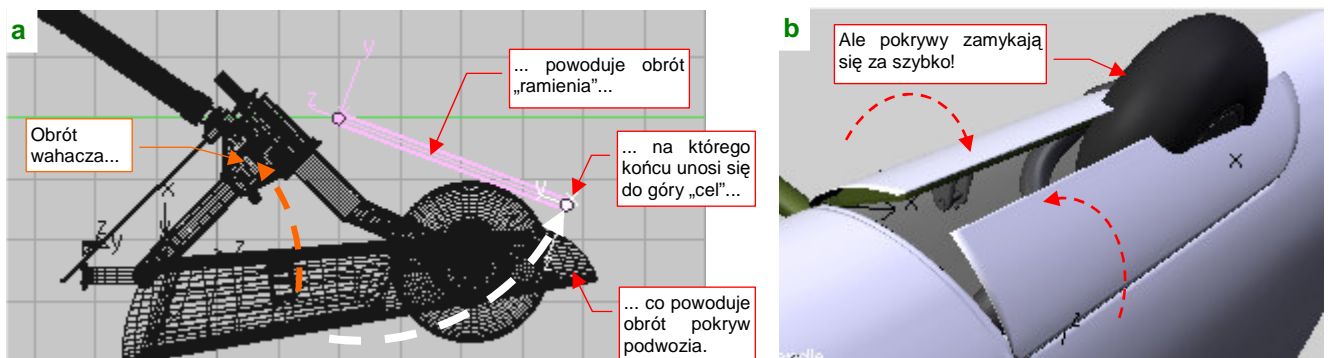 a
... powoduje obrót
„ramienia”...
Obrót
wahacza...
y
z
... na którego
końcu unosi się
do góry „cel”...
y
x
z
y
z
... co powoduje
obrót pokryw
podwozia.
b
Ale pokrywy zamykają
się za szybko!
x
x
z